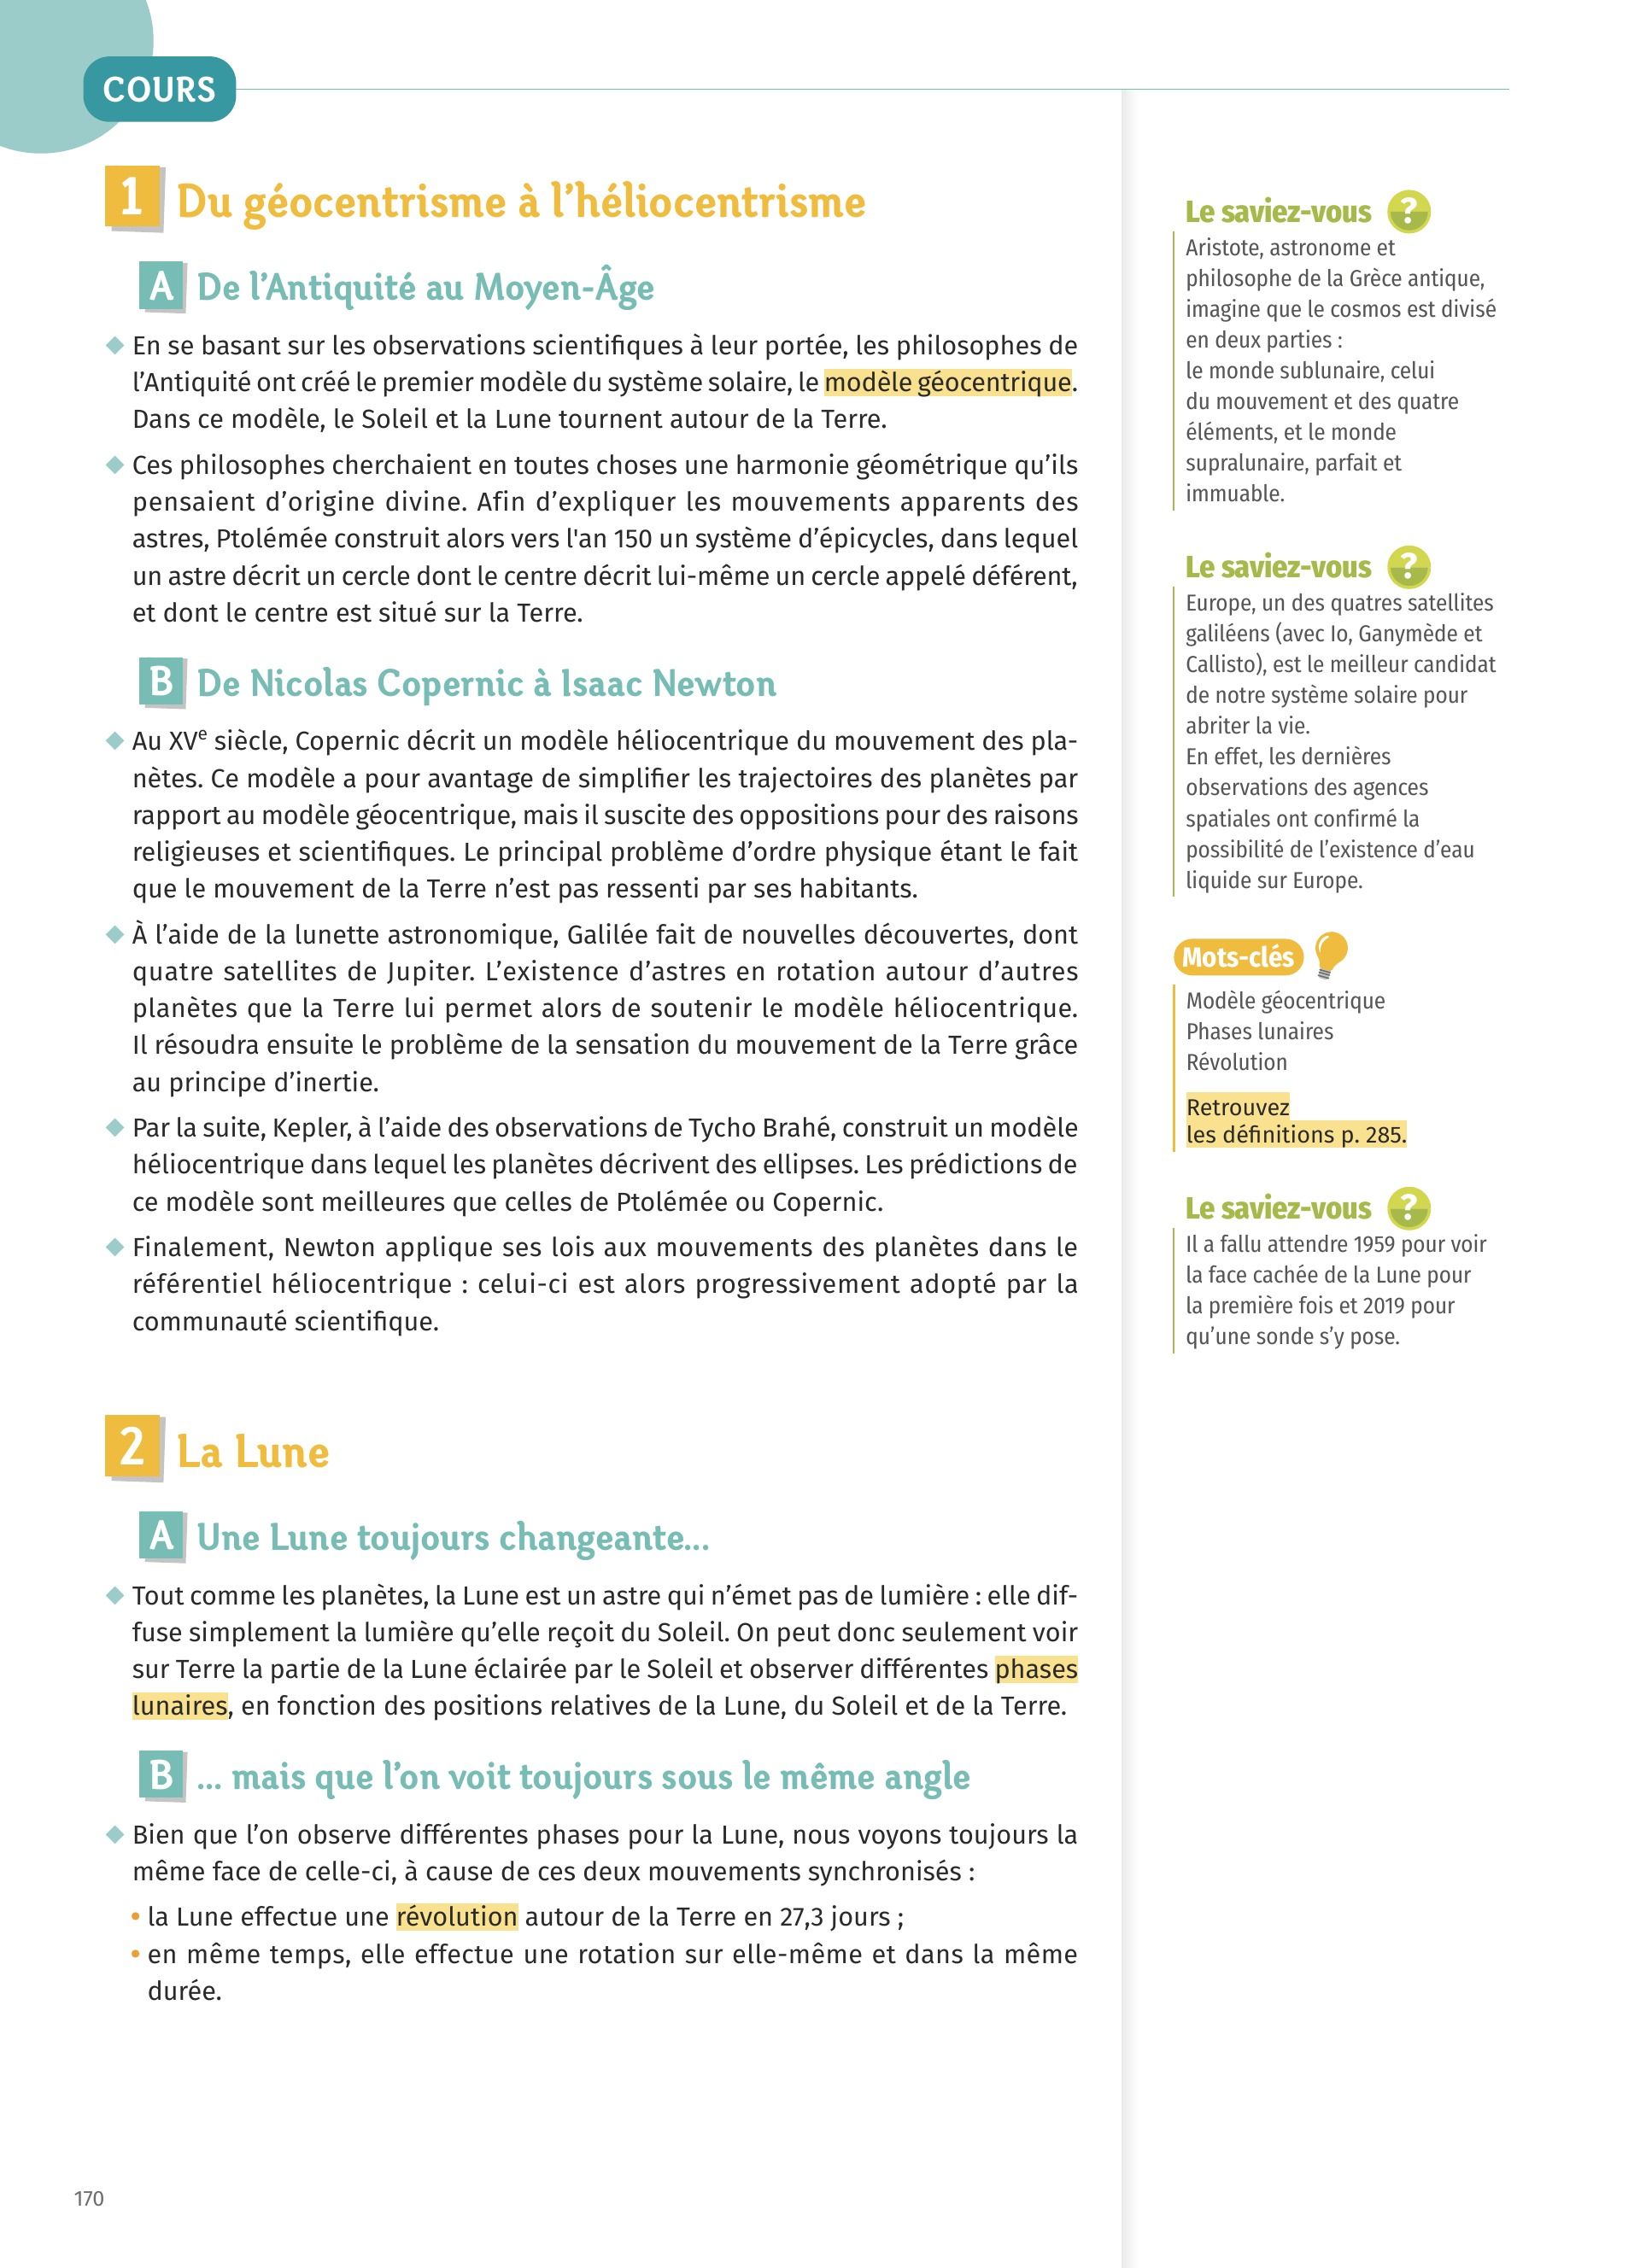 COURS
1 Du géocentrisme à l’héliocentrisme
A De l’Antiquité au Moyen-Âge
◆ En se basant sur les observations scientifiques à leur portée, les philosophes de
l’Antiquité ont créé le premier modèle du système solaire, le modèle géocentrique.
Dans ce modèle, le Soleil et la Lune tournent autour de la Terre.
◆ Ces philosophes cherchaient en toutes choses une harmonie géométrique qu’ils
pensaient d’origine divine. Afin d’expliquer les mouvements apparents des
astres, Ptolémée construit alors vers l'an 150 un système d’épicycles, dans lequel
un astre décrit un cercle dont le centre décrit lui-même un cercle appelé déférent,
et dont le centre est situé sur la Terre.
B De Nicolas Copernic à Isaac Newton
◆ Au XVe siècle, Copernic décrit un modèle héliocentrique du mouvement des pla-
nètes. Ce modèle a pour avantage de simplifier les trajectoires des planètes par
rapport au modèle géocentrique, mais il suscite des oppositions pour des raisons
religieuses et scientifiques. Le principal problème d’ordre physique étant le fait
que le mouvement de la Terre n’est pas ressenti par ses habitants.
◆ À l’aide de la lunette astronomique, Galilée fait de nouvelles découvertes, dont
quatre satellites de Jupiter. L’existence d’astres en rotation autour d’autres
planètes que la Terre lui permet alors de soutenir le modèle héliocentrique.
Il résoudra ensuite le problème de la sensation du mouvement de la Terre grâce
au principe d’inertie.
◆ Par la suite, Kepler, à l’aide des observations de Tycho Brahé, construit un modèle
héliocentrique dans lequel les planètes décrivent des ellipses. Les prédictions de
ce modèle sont meilleures que celles de Ptolémée ou Copernic.
◆ Finalement, Newton applique ses lois aux mouvements des planètes dans le
référentiel héliocentrique : celui-ci est alors progressivement adopté par la
communauté scientifique.
2 La Lune
A Une Lune toujours changeante...
◆ Tout comme les planètes, la Lune est un astre qui n’émet pas de lumière : elle dif-
fuse simplement la lumière qu’elle reçoit du Soleil. On peut donc seulement voir
sur Terre la partie de la Lune éclairée par le Soleil et observer différentes phases
lunaires, en fonction des positions relatives de la Lune, du Soleil et de la Terre.
B ... mais que l’on voit toujours sous le même angle
◆ Bien que l’on observe différentes phases pour la Lune, nous voyons toujours la
même face de celle-ci, à cause de ces deux mouvements synchronisés :
• la Lune effectue une révolution autour de la Terre en 27,3 jours ;
• en même temps, elle effectue une rotation sur elle-même et dans la même
durée.
Le saviez-vous ?
Aristote, astronome et
philosophe de la Grèce antique,
imagine que le cosmos est divisé
en deux parties :
le monde sublunaire, celui
du mouvement et des quatre
éléments, et le monde
supralunaire, parfait et
immuable.
Le saviez-vous ?
Europe, un des quatres satellites
galiléens (avec Io, Ganymède et
Callisto), est le meilleur candidat
de notre système solaire pour
abriter la vie.
En effet, les dernières
observations des agences
spatiales ont confirmé la
possibilité de l’existence d’eau
liquide sur Europe.
Mots-clés
Modèle géocentrique
Phases lunaires
Révolution
Retrouvez
les définitions p. 285.
Le saviez-vous ?
Il a fallu attendre 1959 pour voir
la face cachée de la Lune pour
la première fois et 2019 pour
qu’une sonde s’y pose.
170